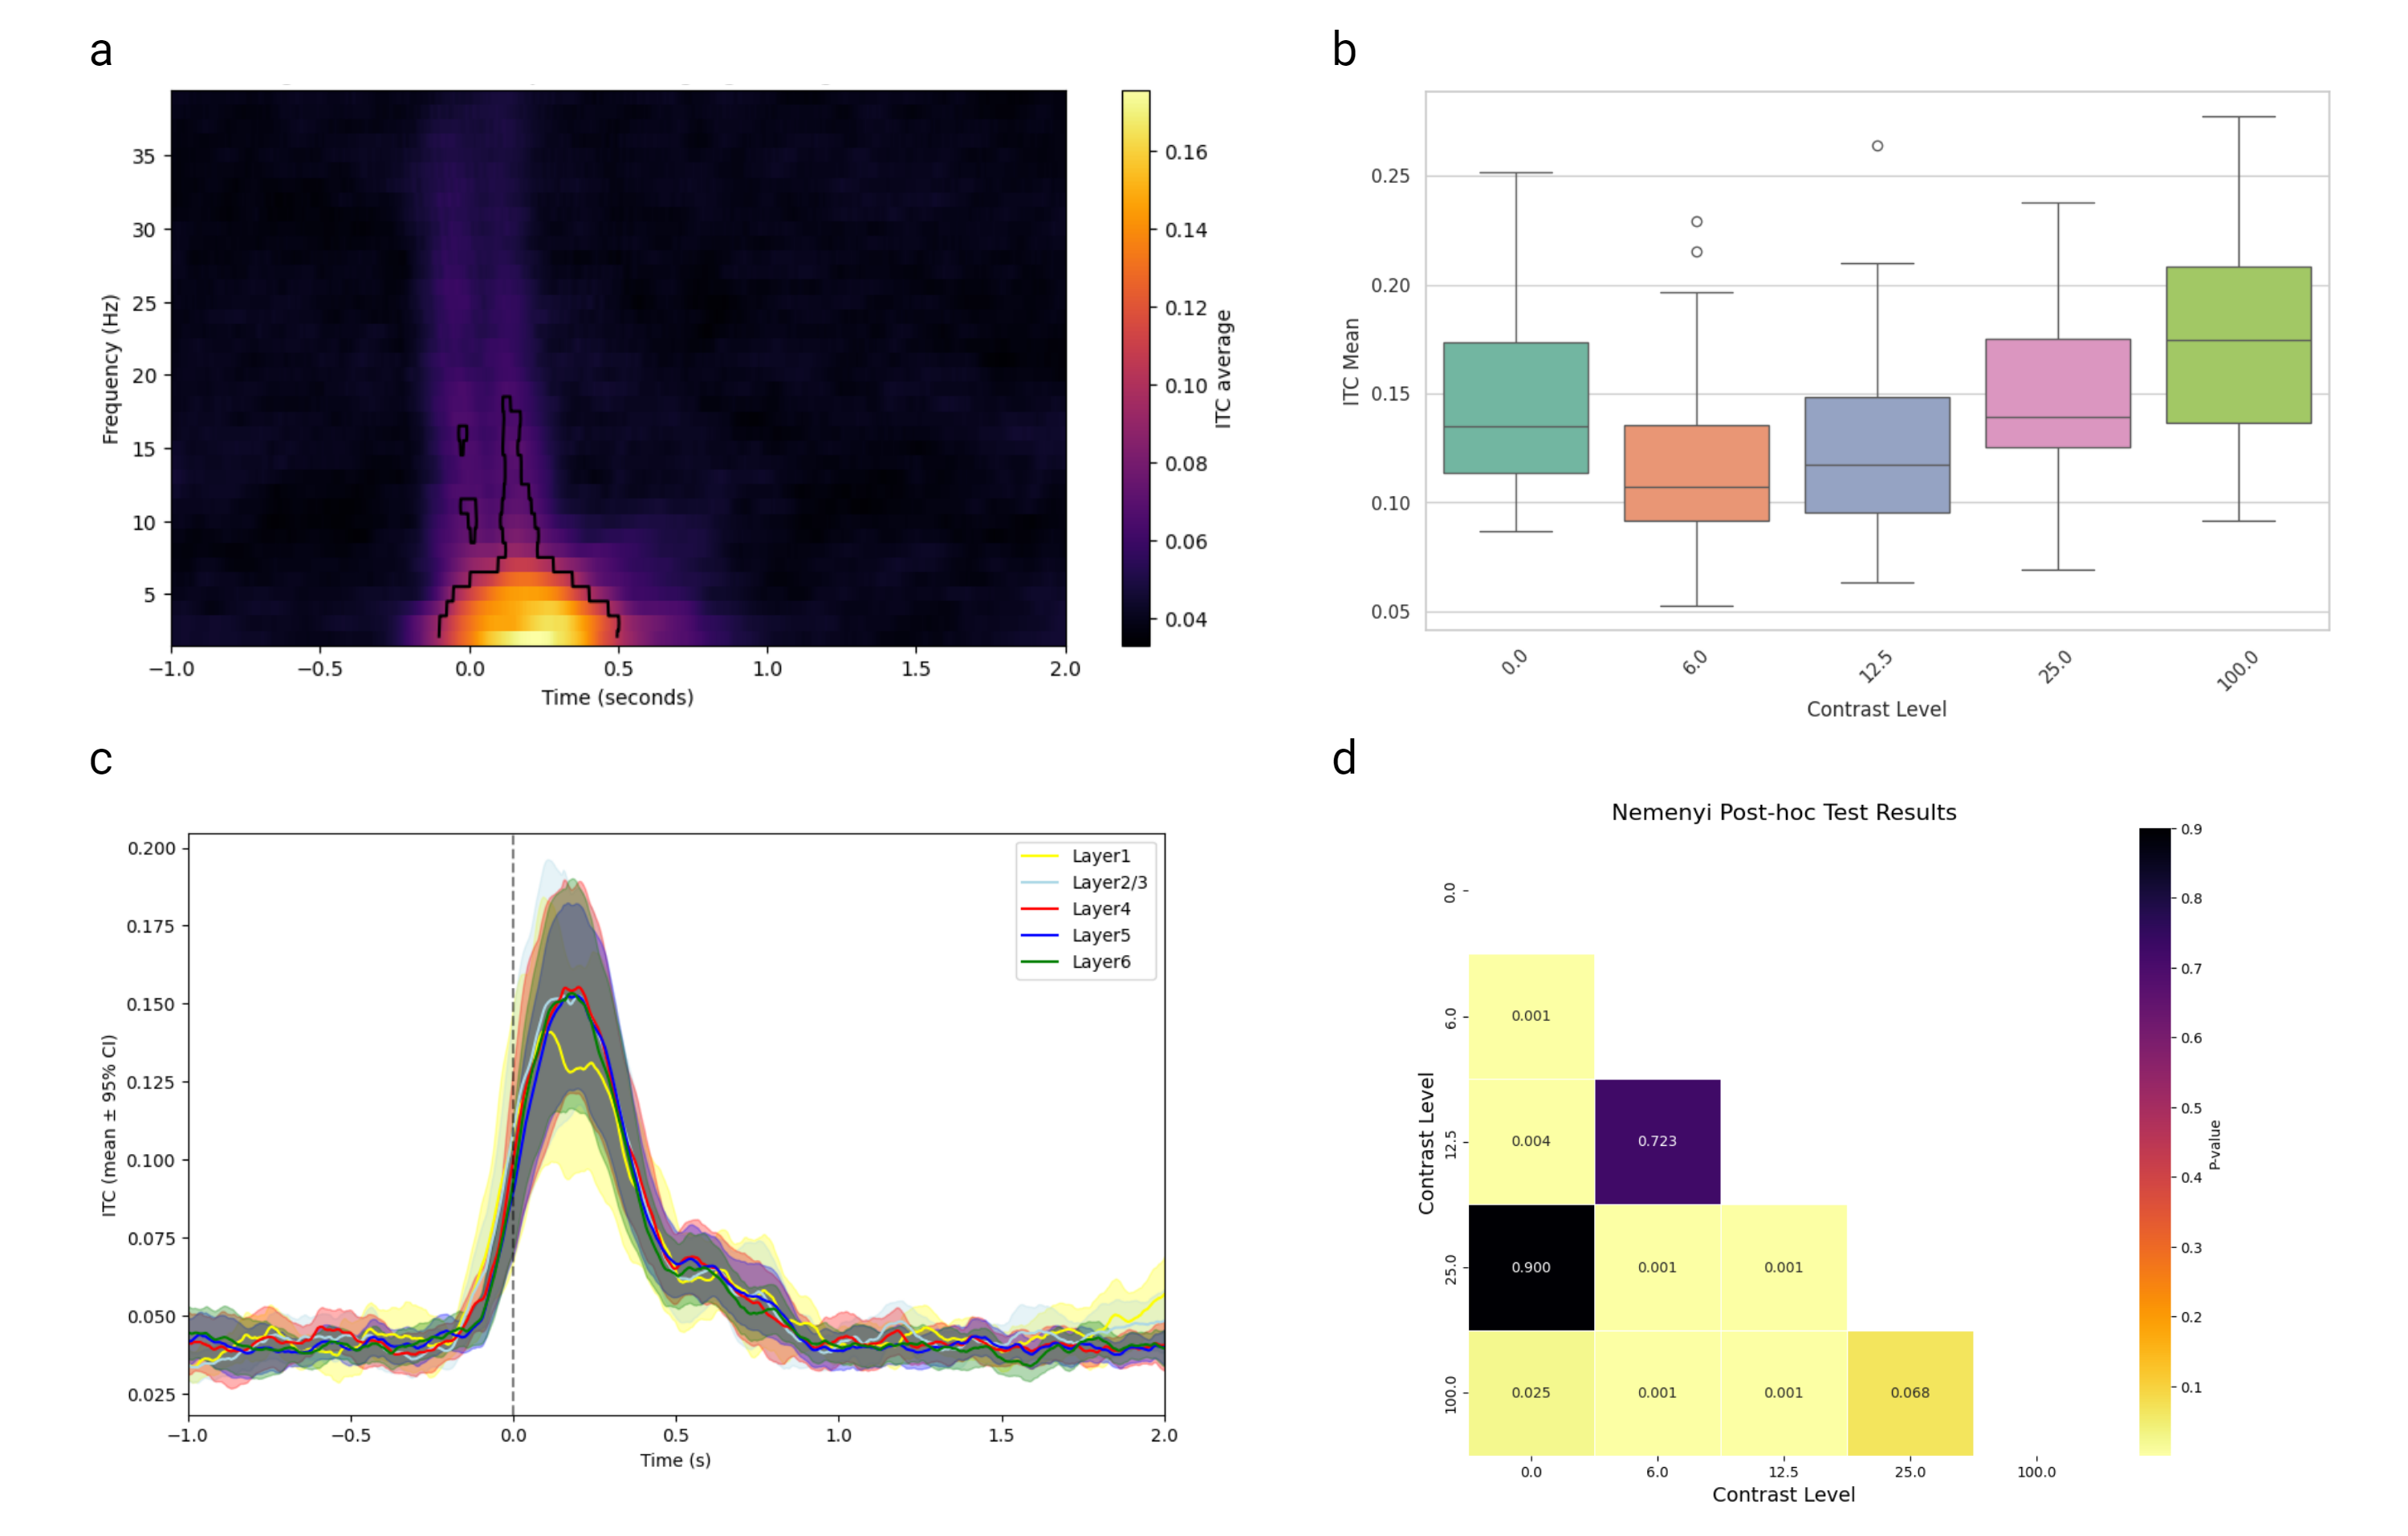 a
35
30
25
20
15
10
5
Frequency (Hz)
−1.0 −0.5 0.0 0.5 1.0 1.5 2.0
Time (seconds)
0.16
0.14
0.12
0.10
0.08
0.06
0.04
ITC average
b
0.25
0.20
0.15
0.10
0.05
ITC Mean
0.0 6.0 12.5 25.0 100.0
Contrast Level
c
0.200
0.175
0.150
0.125
0.100
0.075
0.050
0.025
ITC (mean ± 95% CI)
Layer1
Layer2/3
Layer4
Layer5
Layer6
−1.0 −0.5 0.0 0.5 1.0 1.5 2.0
Time (s)
d
Nemenyi Post-hoc Test Results
0.0
6.0 0.001
12.5 0.004 0.723
25.0 0.900 0.001 0.001
100.0 0.025 0.001 0.001 0.068
Contrast Level
0.0 6.0 12.5 25.0 100.0
Contrast Level
0.9
0.8
0.7
0.6
0.5
0.4
0.3
0.2
0.1
P-value